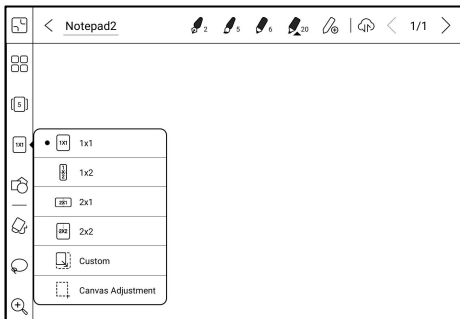 Notepad2 2 5 6 20 1/1
5
1X1
1X1 1x1
1X2 1x2
2X1 2x1
2X2 2x2
Custom
Canvas Adjustment